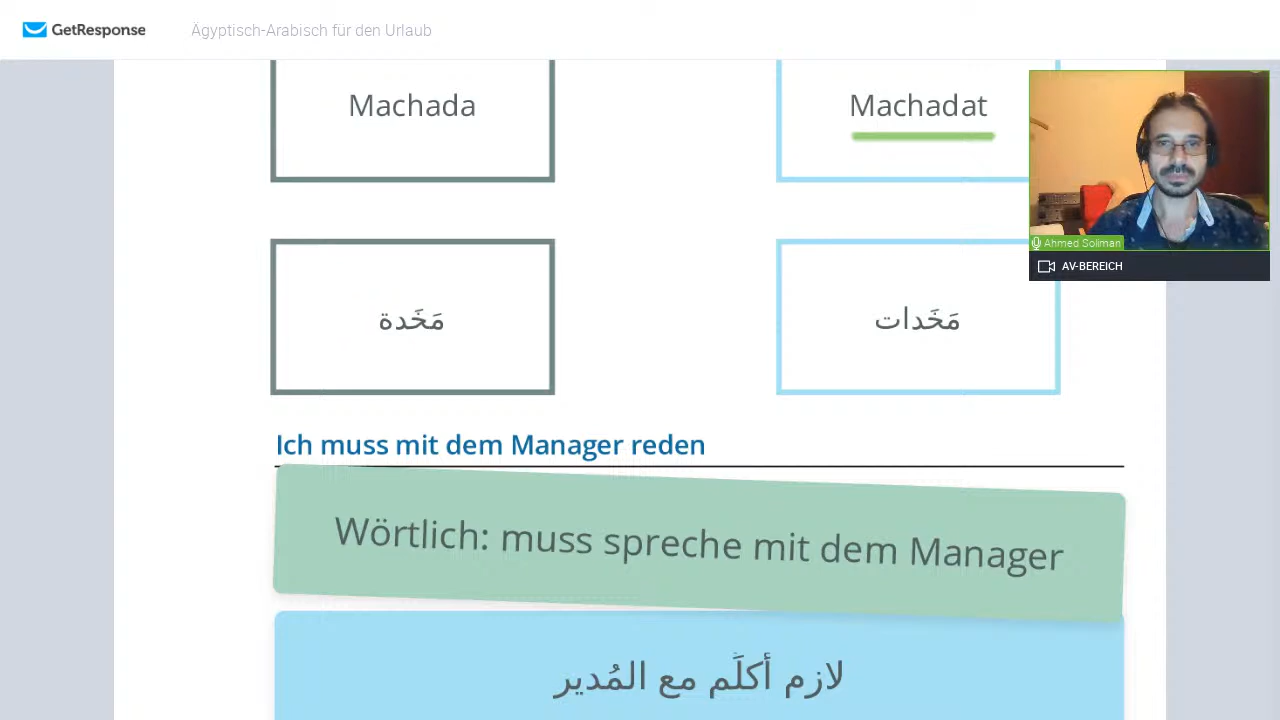 GetResponse
Ägyptisch-Arabisch für den Urlaub
Machada
Machadat
Ahmed Soliman
AV-BEREICH
مَخَدة
مَخَدات
Ich muss mit dem Manager reden
Wörtlich: muss spreche mit dem Manager
لازم أكلَم مع المُدير